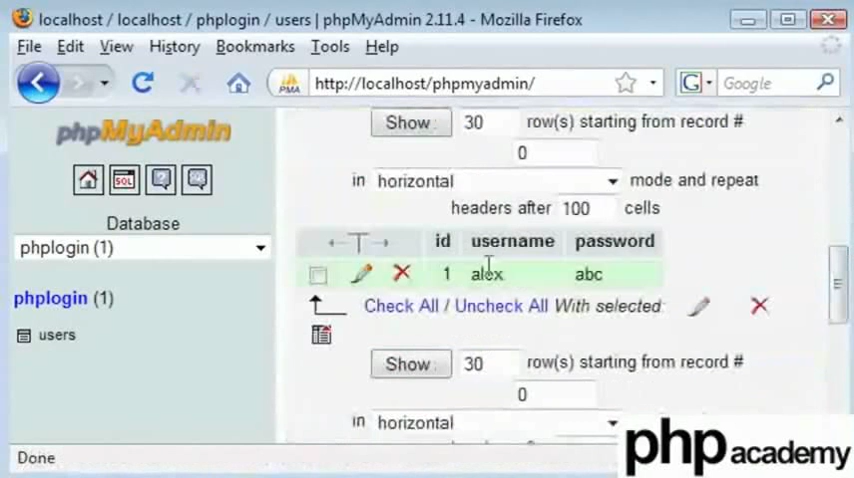 localhost / localhost / phplogin / users | phpMyAdmin 2.11.4 - Mozilla Firefox
File Edit View History Bookmarks Tools Help
PMA http://localhost/phpmyadmin/ G Google
phpMyAdmin
SQL
Database
phplogin (1)
phplogin (1)
users
Show : 30 row(s) starting from record #
0
in horizontal mode and repeat
headers after 100 cells
id username password
1 alex abc
Check All / Uncheck All With selected:
Show : 30 row(s) starting from record #
0
in horizontal
Done
php academy